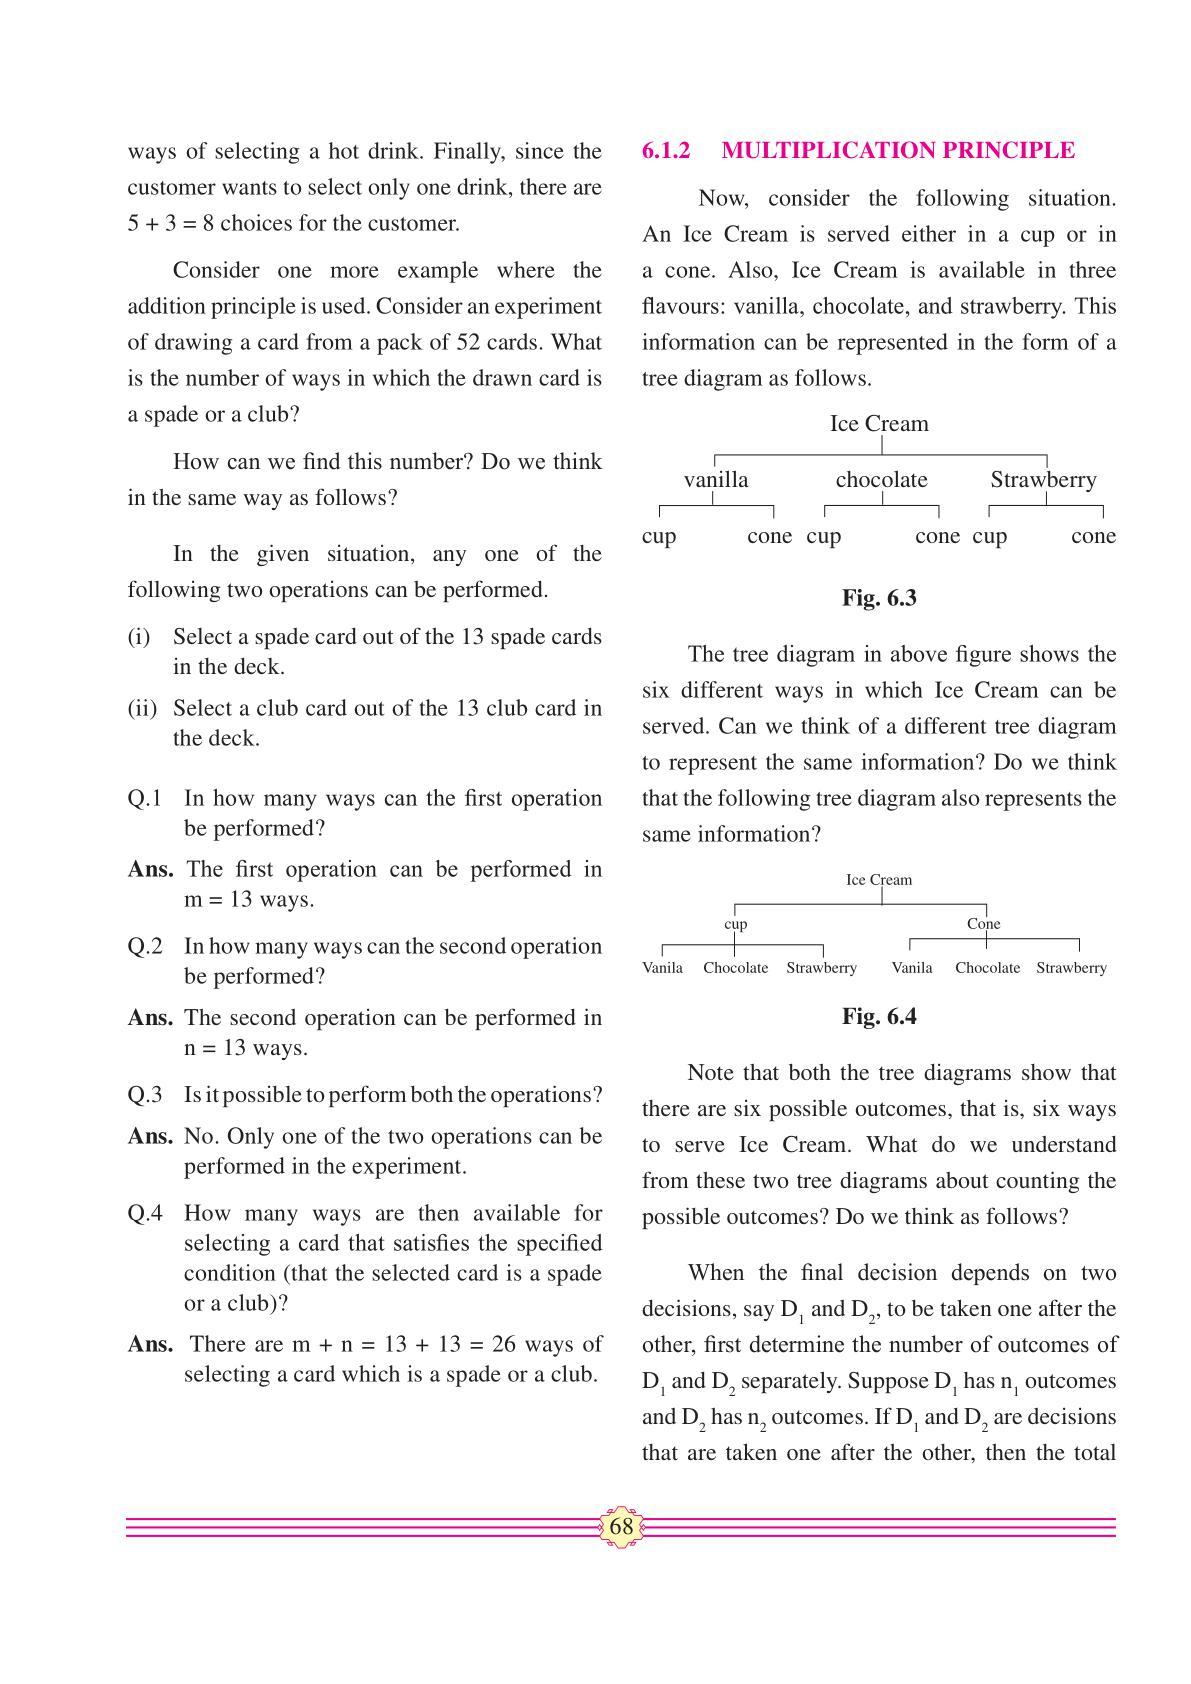 ways of selecting a hot drink. Finally, since the
customer wants to select only one drink, there are
5 + 3 = 8 choices for the customer.
Consider one more example where the
addition principle is used. Consider an experiment
of drawing a card from a pack of 52 cards. What
is the number of ways in which the drawn card is
a spade or a club?
How can we find this number? Do we think
in the same way as follows?
In the given situation, any one of the
following two operations can be performed.
(i) Select a spade card out of the 13 spade cards
in the deck.
(ii) Select a club card out of the 13 club card in
the deck.
Q.1 In how many ways can the first operation
be performed?
Ans. The first operation can be performed in
m = 13 ways.
Q.2 In how many ways can the second operation
be performed?
Ans. The second operation can be performed in
n = 13 ways.
Q.3 Is it possible to perform both the operations?
Ans. No. Only one of the two operations can be
performed in the experiment.
Q.4 How many ways are then available for
selecting a card that satisfies the specified
condition (that the selected card is a spade
or a club)?
Ans. There are m + n = 13 + 13 = 26 ways of
selecting a card which is a spade or a club.
6.1.2 MULTIPLICATION PRINCIPLE
Now, consider the following situation.
An Ice Cream is served either in a cup or in
a cone. Also, Ice Cream is available in three
flavours: vanilla, chocolate, and strawberry. This
information can be represented in the form of a
tree diagram as follows.
Ice Cream
vanilla chocolate Strawberry
cup cone cup cone cup cone
Fig. 6.3
The tree diagram in above figure shows the
six different ways in which Ice Cream can be
served. Can we think of a different tree diagram
to represent the same information? Do we think
that the following tree diagram also represents the
same information?
Ice Cream
cup Cone
Vanila Chocolate Strawberry Vanila Chocolate Strawberry
Fig. 6.4
Note that both the tree diagrams show that
there are six possible outcomes, that is, six ways
to serve Ice Cream. What do we understand
from these two tree diagrams about counting the
possible outcomes? Do we think as follows?
When the final decision depends on two
decisions, say D₁ and D₂, to be taken one after the
other, first determine the number of outcomes of
D₁ and D₂ separately. Suppose D₁ has n₁ outcomes
and D₂ has n₂ outcomes. If D₁ and D₂ are decisions
that are taken one after the other, then the total
68